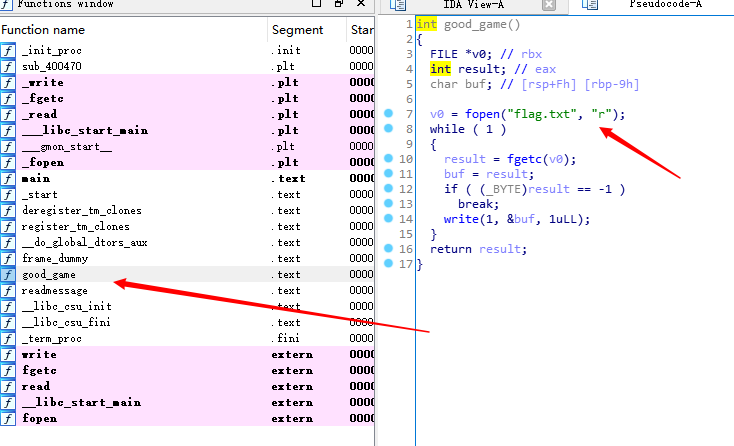 Functions window
IDA View-A
Pseudocode-A
Function name Segment Star
f _init_proc .init 0000
f sub_400470 .plt 0000
f _write .plt 0000
f _fgetc .plt 0000
f _read .plt 0000
f ___libc_start_main .plt 0000
f __gmon_start__ .plt 0000
f _fopen .plt 0000
f main .text 0000
f _start .text 0000
f deregister_tm_clones .text 0000
f register_tm_clones .text 0000
f __do_global_dtors_aux .text 0000
f frame_dummy .text 0000
f good_game .text 0000
f readmessage .text 0000
f __libc_csu_init .text 0000
f __libc_csu_fini .text 0000
f _term_proc .fini 0000
f write extern 0000
f fgetc extern 0000
f read extern 0000
f __libc_start_main extern 0000
f fopen extern 0000
1 int good_game()
2 {
3 FILE *v0; // rbx
4 int result; // eax
5 char buf; // [rsp+Fh] [rbp-9h]
6
7 v0 = fopen("flag.txt", "r");
8 while ( 1 )
9 {
10 result = fgetc(v0);
11 buf = result;
12 if ( (_BYTE)result == -1 )
13 break;
14 write(1, &buf, 1uLL);
15 }
16 return result;
17 }